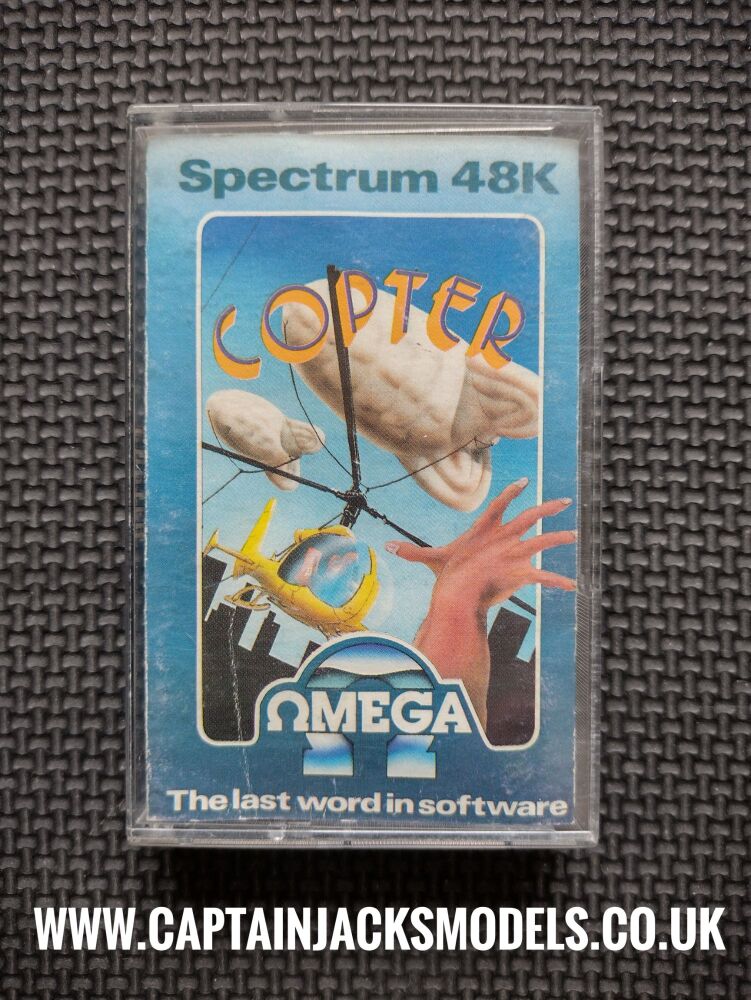 Spectrum 48K
COPTER
ΩMEGA
The last word in software
WWW.CAPTAINJACKSMODELS.CO.UK